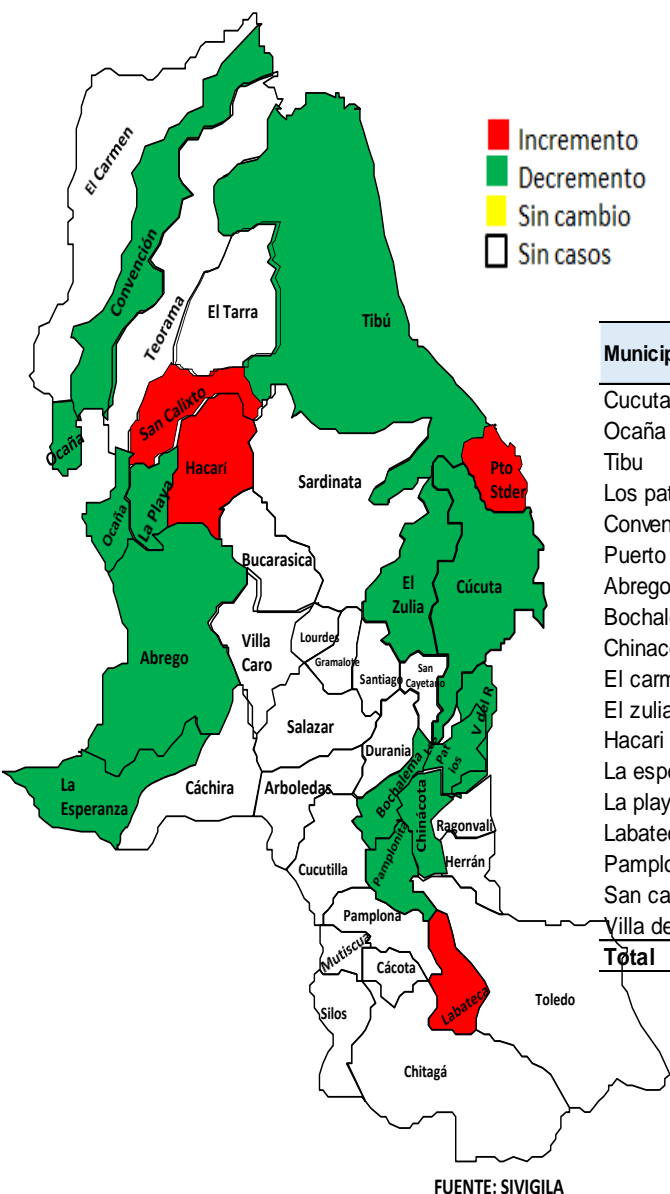 Incremento
Decremento
Sin cambio
Sin casos
El Carmen
Convención
Teorama
El Tarra
Tibú
Ocaña
San Calixto
Hacarí
La Playa
Ocaña
Sardinata
Pto
Stder
Bucarasica
El
Zulia
Cúcuta
Abrego
Villa
Caro
Lourdes
Gramalote
Santiago
San
Cayetano
Salazar
Durania
Los
Pat
ios
V del R
La
Esperanza
Cáchira
Arboledas
Bochalema
Chinácota
Ragonvali
Herrán
Cucutilla
Pamplonita
Pamplona
Mutiscua
Cácota
Labateca
Toledo
Silos
Chitagá
Municip
Cucuta
Ocaña
Tibu
Los pat
Conven
Puerto
Abrego
Bochale
Chinaco
El carm
El zulia
Hacari
La espe
La play
Labatec
Pamplo
San ca
Villa de
Total
FUENTE: SIVIGILA